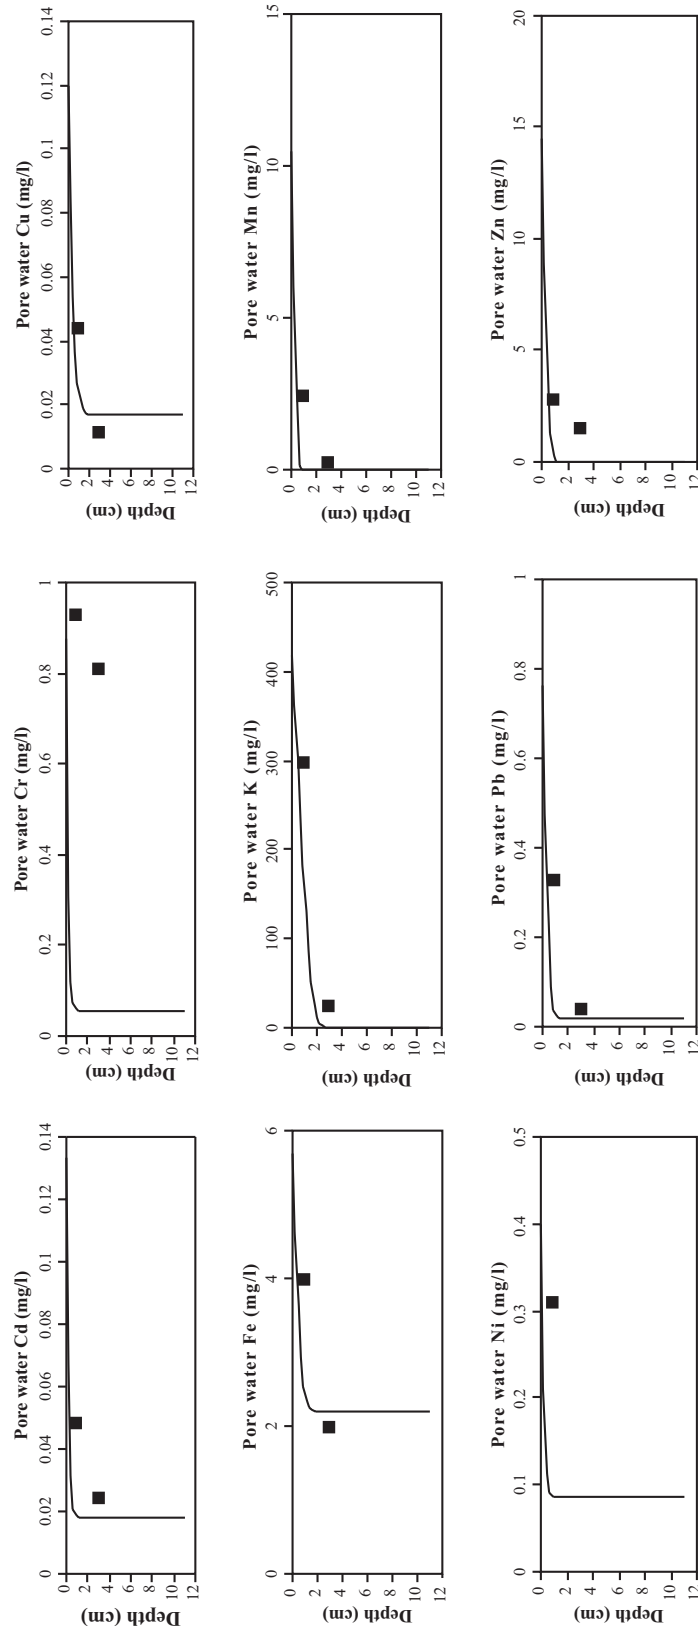 Pore water Cd (mg/l)
0 0.02 0.04 0.06 0.08 0.1 0.12 0.14
0
2
4
6
8
10
12
Depth (cm)
Pore water Cr (mg/l)
0 0.2 0.4 0.6 0.8 1
0
2
4
6
8
10
12
Depth (cm)
Pore water Cu (mg/l)
0 0.02 0.04 0.06 0.08 0.1 0.12 0.14
0
2
4
6
8
10
12
Depth (cm)
Pore water Fe (mg/l)
0 2 4 6
0
2
4
6
8
10
12
Depth (cm)
Pore water K (mg/l)
0 100 200 300 400 500
0
2
4
6
8
10
12
Depth (cm)
Pore water Mn (mg/l)
0 5 10 15
0
2
4
6
8
10
12
Depth (cm)
Pore water Ni (mg/l)
0 0.1 0.2 0.3 0.4 0.5
0
2
4
6
8
10
12
Depth (cm)
Pore water Pb (mg/l)
0 0.2 0.4 0.6 0.8 1
0
2
4
6
8
10
12
Depth (cm)
Pore water Zn (mg/l)
0 5 10 15 20
0
2
4
6
8
10
12
Depth (cm)